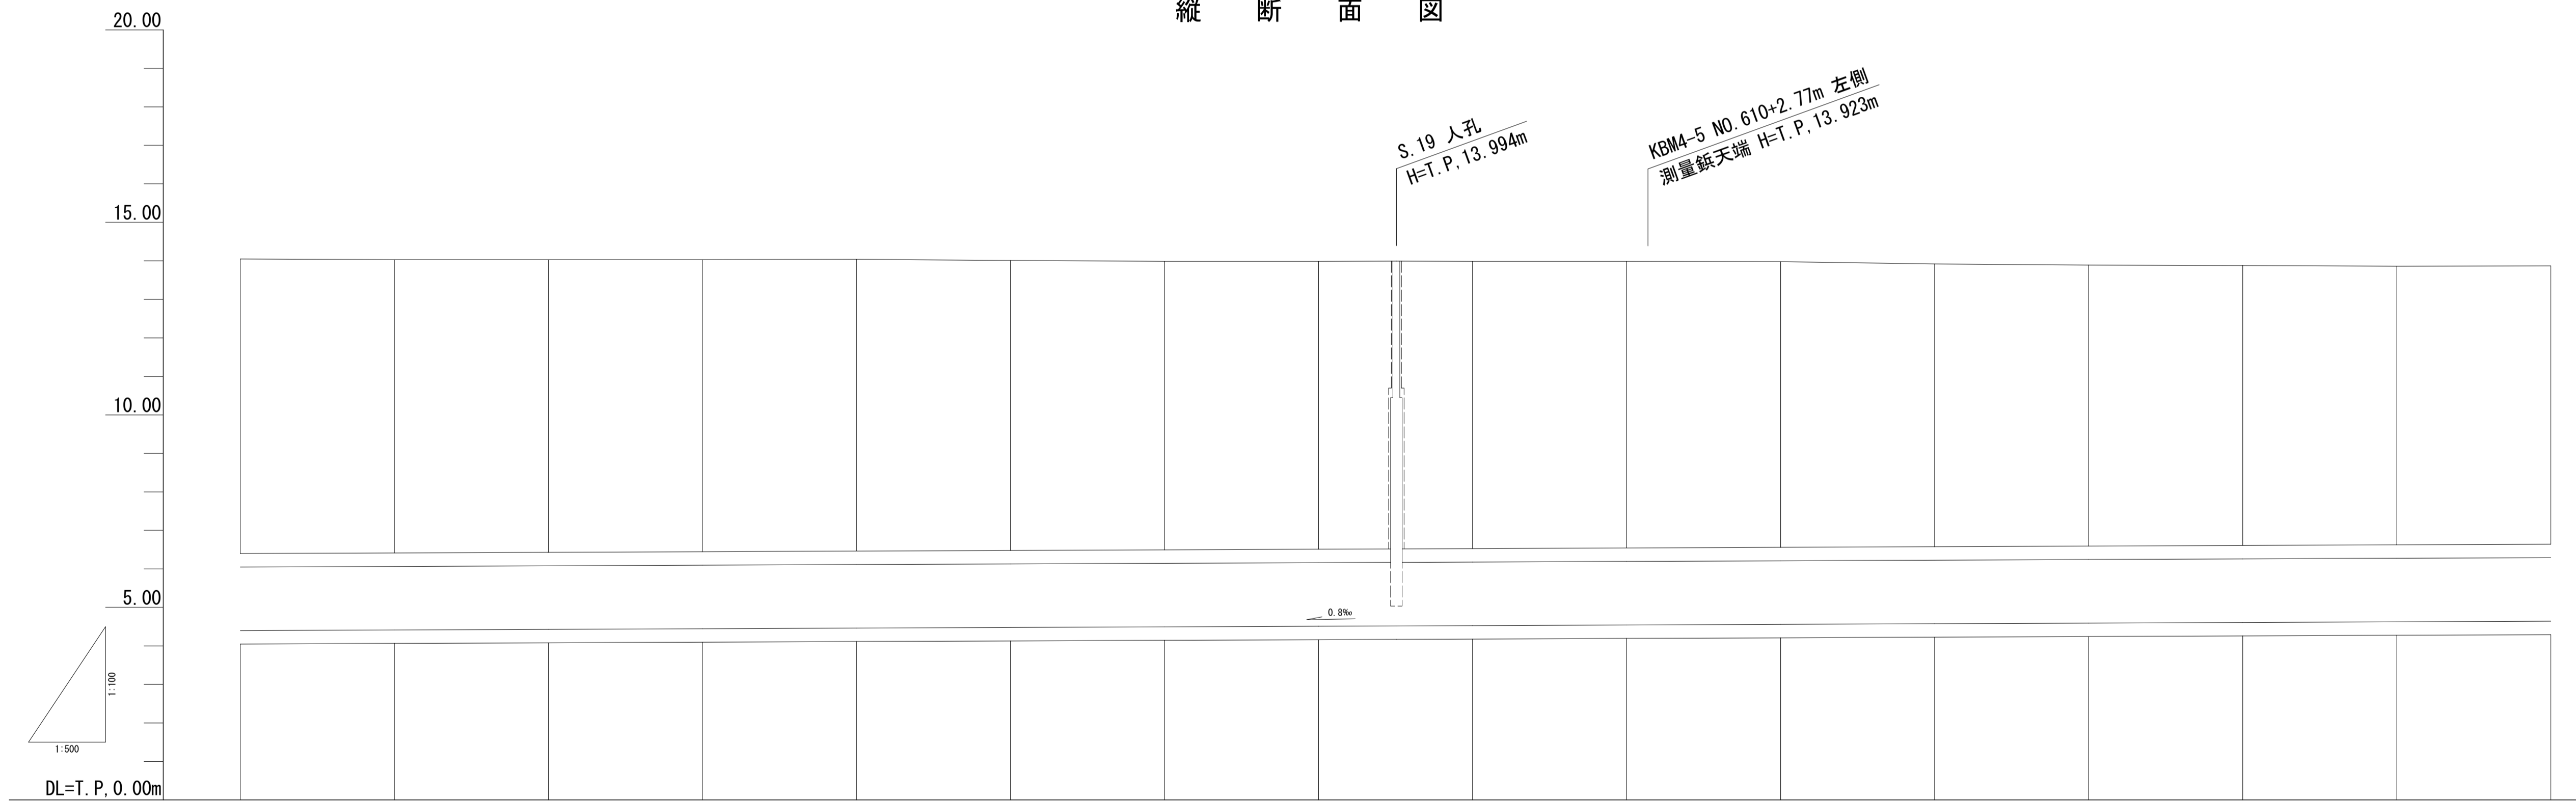 縦断面図
20.00
15.00
10.00
5.00
DL=T.P,0.00m
S.19 人孔
H=T.P,13.994m
KBM4-5 NO.610+2.77m 左側
測量鋲天端 H=T.P,13.923m
0.8‰
1:100
1:500